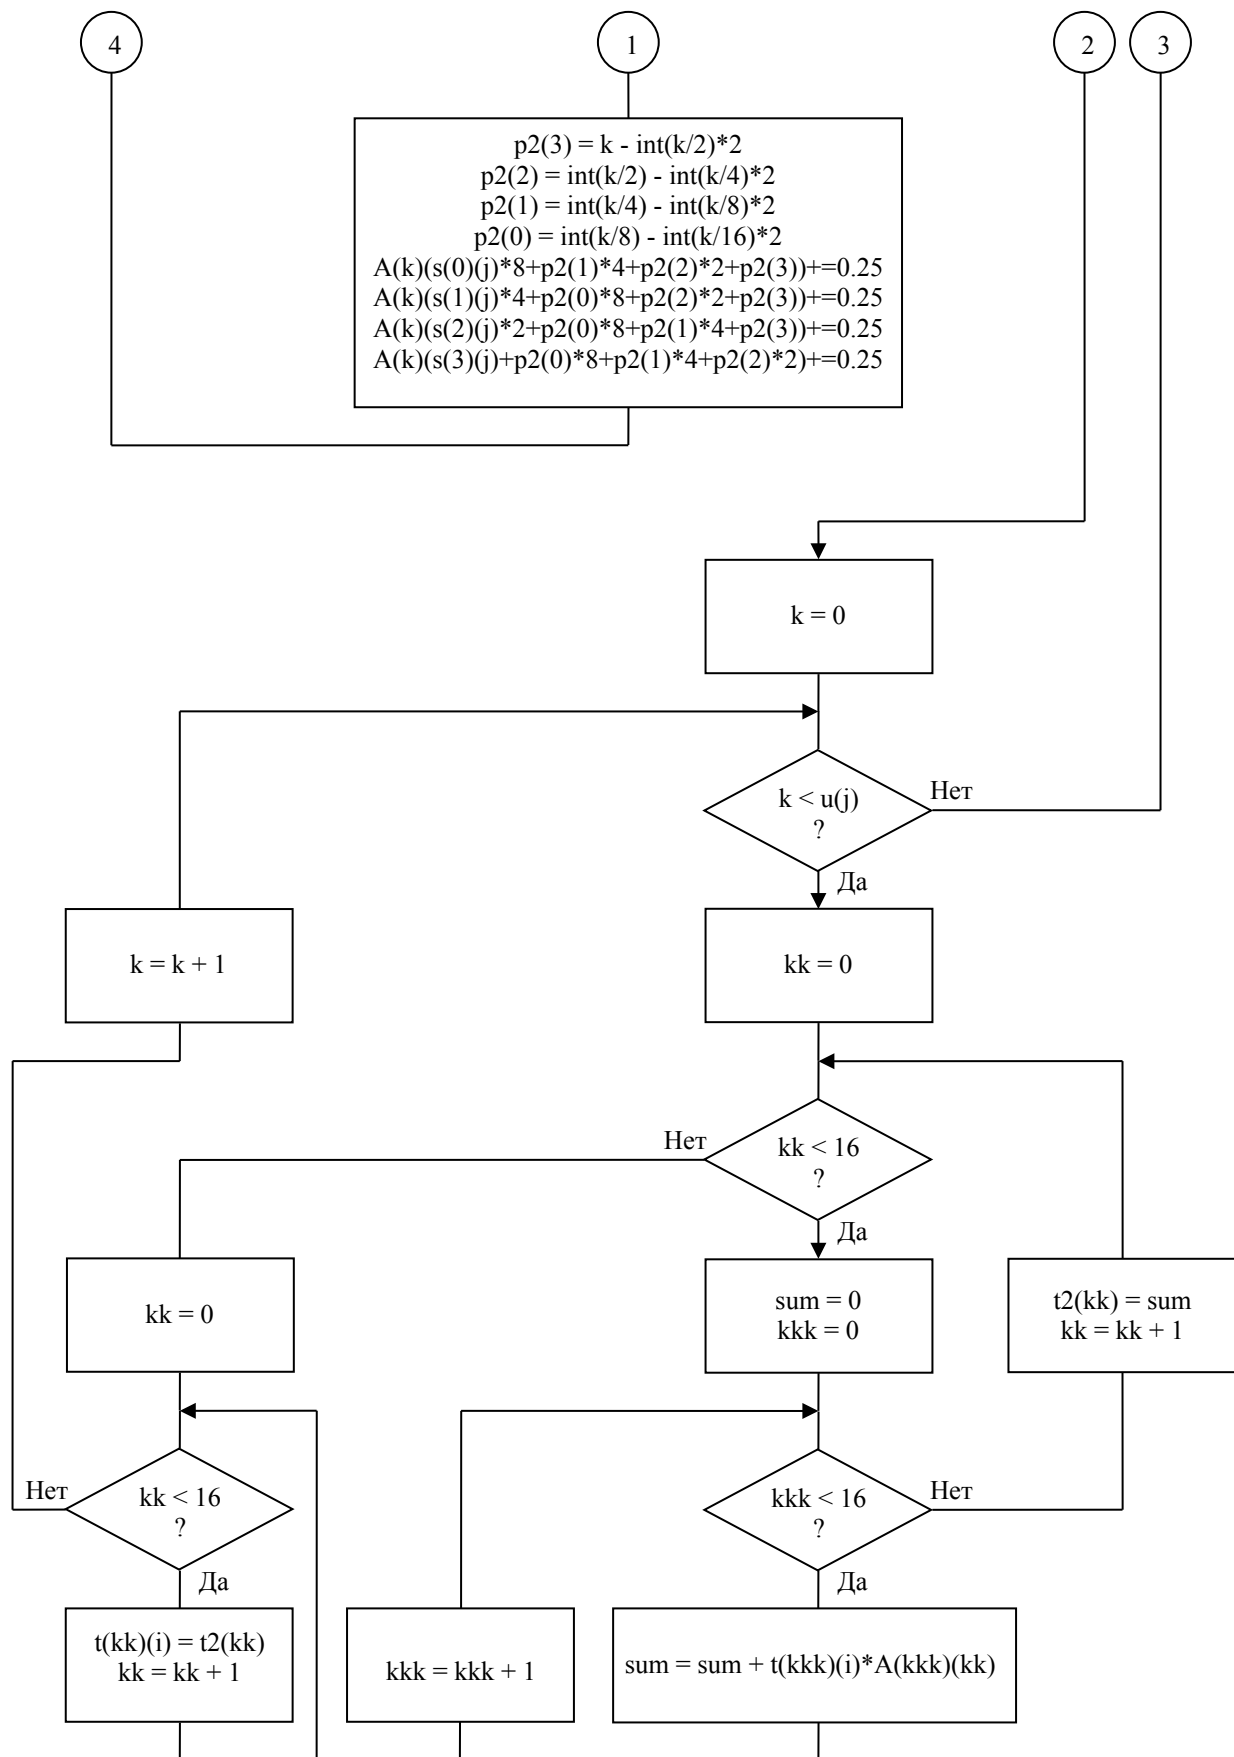 4
1
2
3
p2(3) = k - int(k/2)*2
p2(2) = int(k/2) - int(k/4)*2
p2(1) = int(k/4) - int(k/8)*2
p2(0) = int(k/8) - int(k/16)*2
A(k)(s(0)(j)*8+p2(1)*4+p2(2)*2+p2(3))+=0.25
A(k)(s(1)(j)*4+p2(0)*8+p2(2)*2+p2(3))+=0.25
A(k)(s(2)(j)*2+p2(0)*8+p2(1)*4+p2(3))+=0.25
A(k)(s(3)(j)+p2(0)*8+p2(1)*4+p2(2)*2)+=0.25
k = 0
k < u(j)
?
Нет
Да
k = k + 1
kk = 0
Нет
kk < 16
?
Да
kk = 0
sum = 0
kkk = 0
t2(kk) = sum
kk = kk + 1
Нет
kk < 16
?
Да
kkk < 16
?
Нет
Да
t(kk)(i) = t2(kk)
kk = kk + 1
kkk = kkk + 1
sum = sum + t(kkk)(i)*A(kkk)(kk)